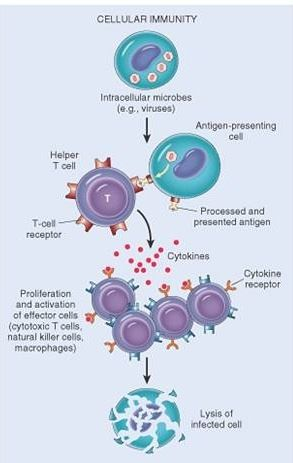 CELLULAR IMMUNITY
Intracellular microbes
(e.g., viruses)
Antigen-presenting
cell
Helper
T cell
T
T-cell
receptor
Processed and
presented antigen
Cytokines
Cytokine
receptor
Proliferation
and activation
of effector cells
(cytotoxic T cells,
natural killer cells,
macrophages)
Lysis of
infected cell